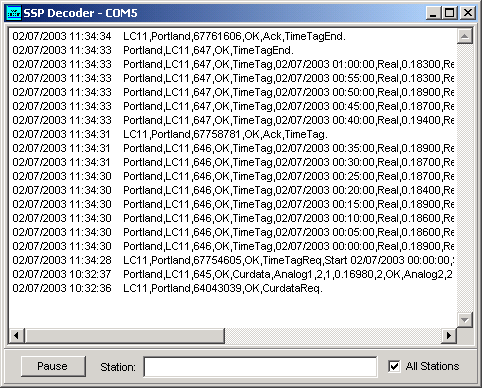 SSP Decoder - COM5
02/07/2003 11:34:34 LC11,Portland,67761606,OK,Ack,TimeTagEnd.
02/07/2003 11:34:33 Portland,LC11,647,OK,TimeTagEnd.
02/07/2003 11:34:33 Portland,LC11,647,OK,TimeTag,02/07/2003 01:00:00,Real,0.18300,Re
02/07/2003 11:34:33 Portland,LC11,647,OK,TimeTag,02/07/2003 00:55:00,Real,0.18300,Re
02/07/2003 11:34:33 Portland,LC11,647,OK,TimeTag,02/07/2003 00:50:00,Real,0.18900,Re
02/07/2003 11:34:33 Portland,LC11,647,OK,TimeTag,02/07/2003 00:45:00,Real,0.18700,Re
02/07/2003 11:34:33 Portland,LC11,647,OK,TimeTag,02/07/2003 00:40:00,Real,0.19400,Re
02/07/2003 11:34:31 LC11,Portland,67758781,OK,Ack,TimeTag.
02/07/2003 11:34:31 Portland,LC11,646,OK,TimeTag,02/07/2003 00:35:00,Real,0.18900,Re
02/07/2003 11:34:31 Portland,LC11,646,OK,TimeTag,02/07/2003 00:30:00,Real,0.18700,Re
02/07/2003 11:34:30 Portland,LC11,646,OK,TimeTag,02/07/2003 00:25:00,Real,0.18700,Re
02/07/2003 11:34:30 Portland,LC11,646,OK,TimeTag,02/07/2003 00:20:00,Real,0.18400,Re
02/07/2003 11:34:30 Portland,LC11,646,OK,TimeTag,02/07/2003 00:15:00,Real,0.18900,Re
02/07/2003 11:34:30 Portland,LC11,646,OK,TimeTag,02/07/2003 00:10:00,Real,0.18600,Re
02/07/2003 11:34:30 Portland,LC11,646,OK,TimeTag,02/07/2003 00:05:00,Real,0.18600,Re
02/07/2003 11:34:30 Portland,LC11,646,OK,TimeTag,02/07/2003 00:00:00,Real,0.18900,Re
02/07/2003 11:34:28 LC11,Portland,67754605,OK,TimeTagReq,Start 02/07/2003 00:00:00,
02/07/2003 10:32:37 Portland,LC11,645,OK,Curdata,Analog1,2,1,0.16980,2,OK,Analog2,2
02/07/2003 10:32:36 LC11,Portland,64043039,OK,CurdataReq.
Pause Station: All Stations